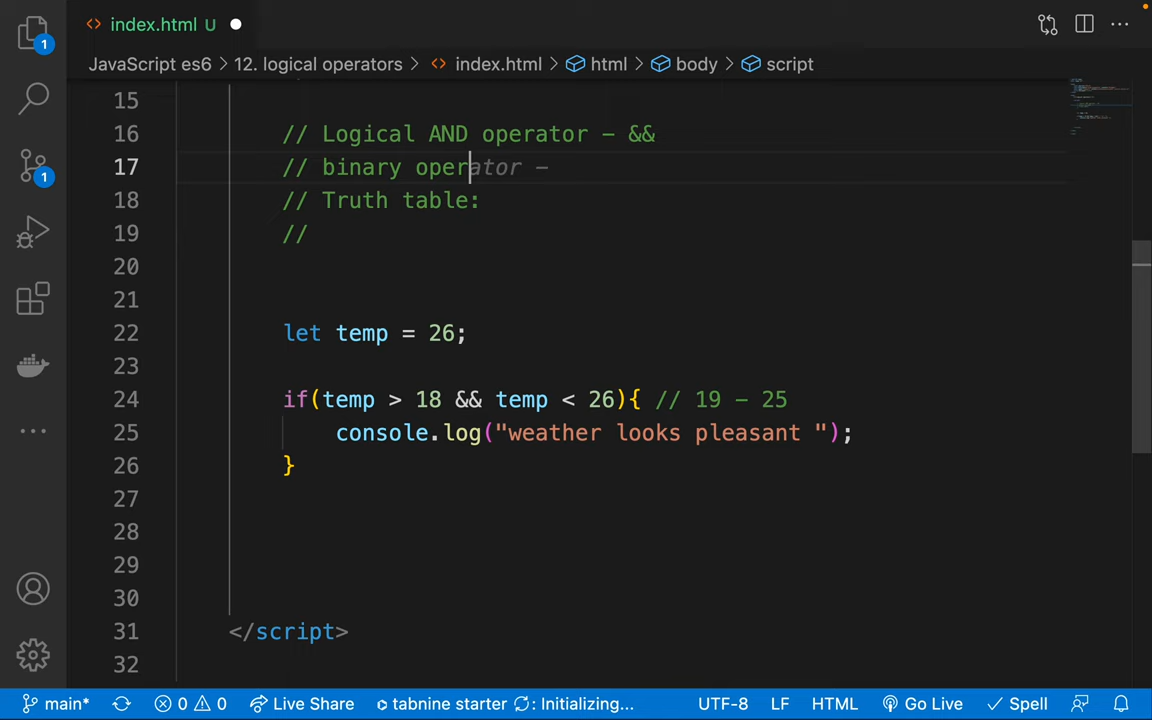 index.html U
JavaScript es6 > 12. logical operators > index.html > html > body > script
15
16 // Logical AND operator - &&
17 // binary operator -
18 // Truth table:
19 //
20
21
22 let temp = 26;
23
24 if(temp > 18 && temp < 26){ // 19 - 25
25 console.log("weather looks pleasant ");
26 }
27
28
29
30
31 </script>
32
1
1
main* 0 0 Live Share tabnine starter : Initializing... UTF-8 LF HTML Go Live Spell